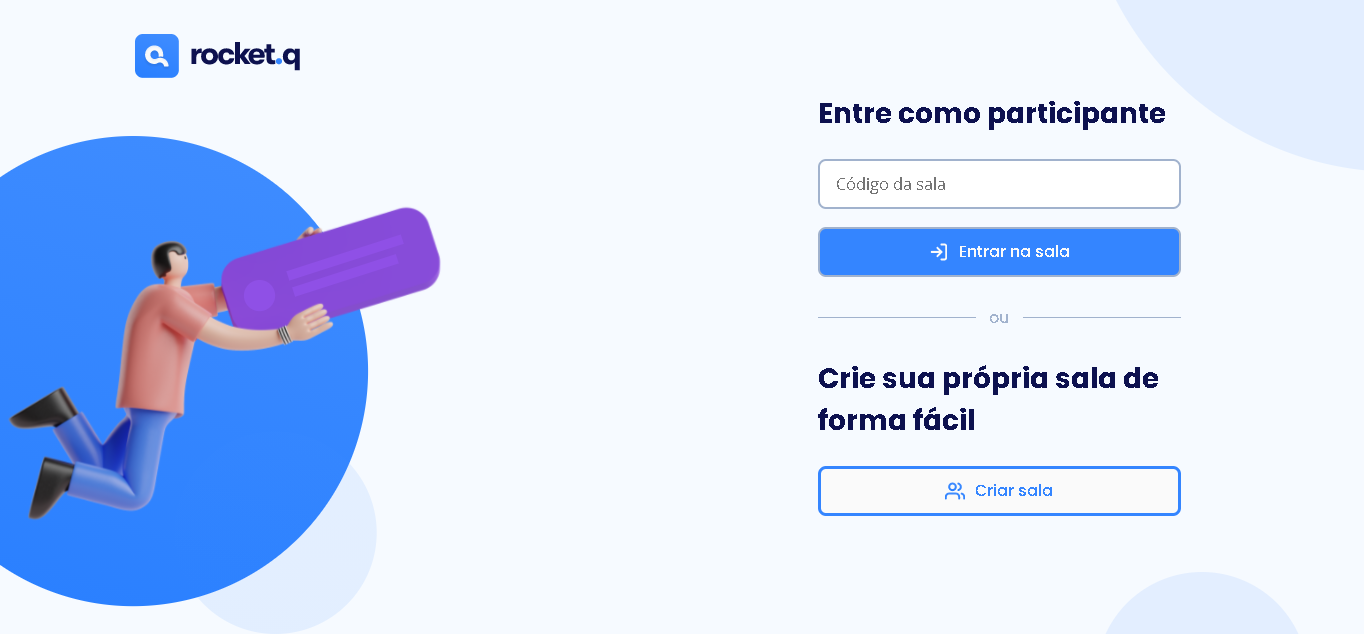 rocket.q
Entre como participante
Código da sala
Entrar na sala
ou
Crie sua própria sala de
forma fácil
Criar sala